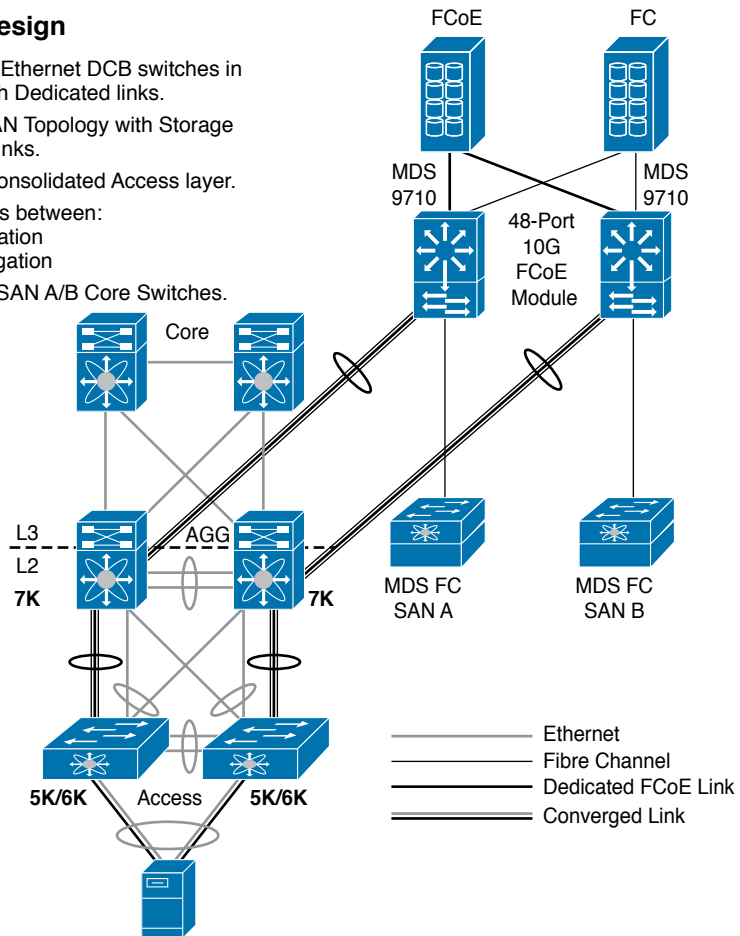 esign
Ethernet DCB switches in
h Dedicated links.
AN Topology with Storage
inks.
onsolidated Access layer.
s between:
ation
gation
SAN A/B Core Switches.
FCoE
FC
MDS
9710
MDS
9710
48-Port
10G
FCoE
Module
Core
L3
AGG
L2
7K
7K
MDS FC
SAN A
MDS FC
SAN B
5K/6K
Access
5K/6K
Ethernet
Fibre Channel
Dedicated FCoE Link
Converged Link